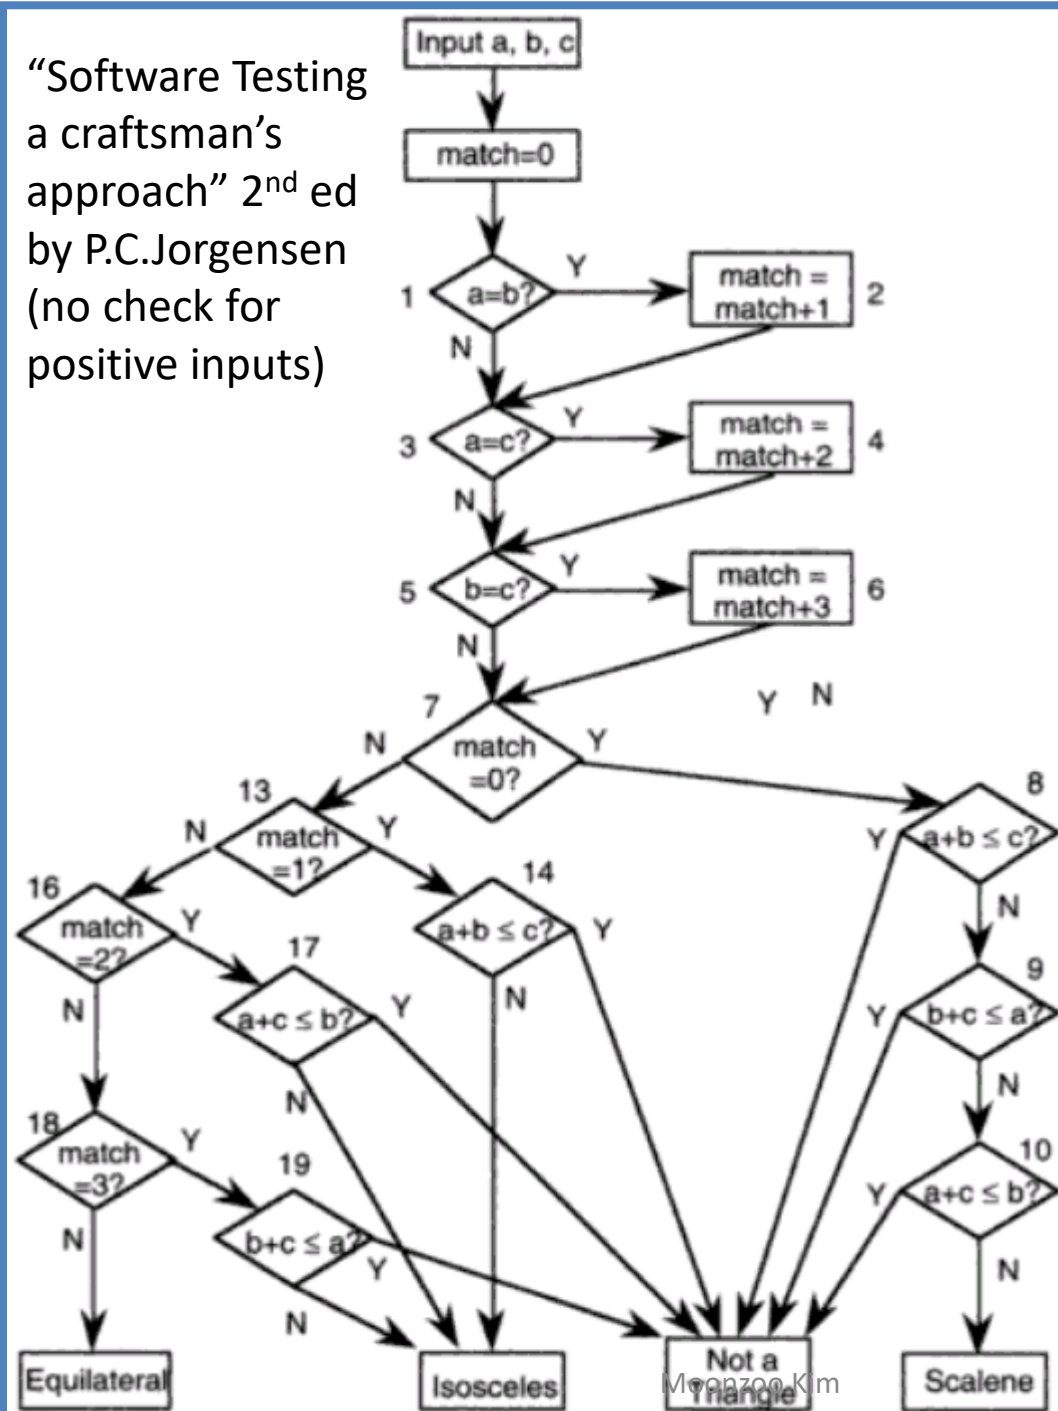 “Software Testing
a craftsman’s
approach” 2nd ed
by P.C.Jorgensen
(no check for
positive inputs)
Input a, b, c
match=0
1
a=b?
Y
N
match =
match+1
2
3
a=c?
Y
N
match =
match+2
4
5
b=c?
Y
N
match =
match+3
6
Y N
7
match
=0?
N
Y
13
match
=1?
N
Y
8
a+b ≤ c?
Y
N
16
match
=2?
Y
N
14
a+b ≤ c?
Y
N
17
a+c ≤ b?
Y
N
9
b+c ≤ a?
Y
N
18
match
=3?
Y
N
19
b+c ≤ a?
Y
N
10
a+c ≤ b?
Y
N
Equilateral
Isosceles
Not a
Triangle
Moonzoo Kim
Scalene